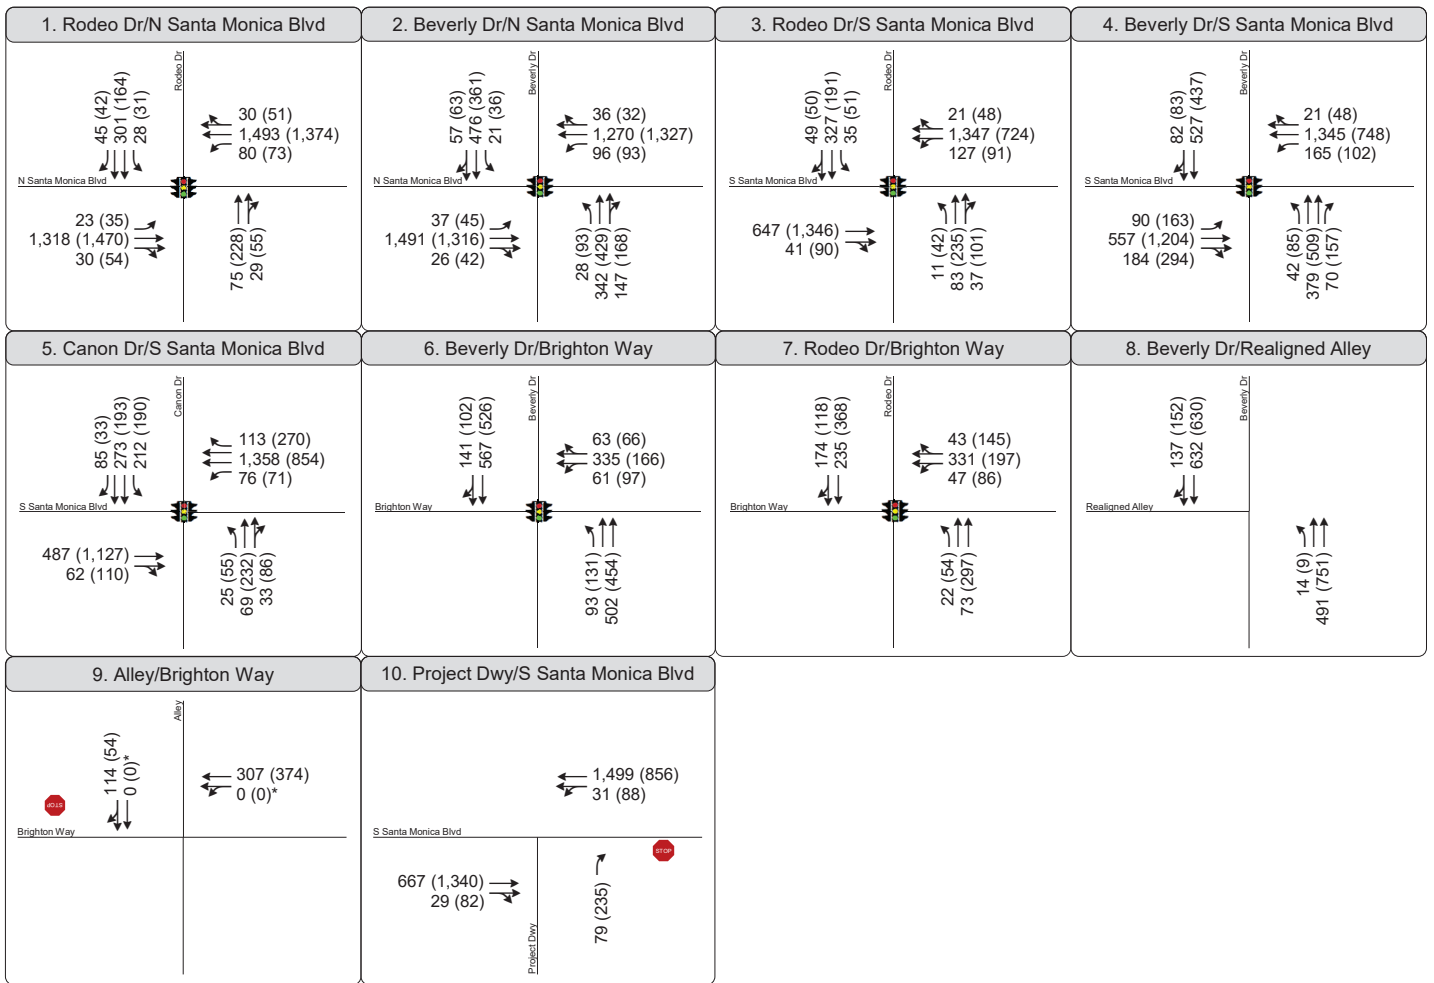 1. Rodeo Dr/N Santa Monica Blvd
Rodeo Dr
45 (42)
301 (164)
28 (31)
30 (51)
1,493 (1,374)
80 (73)
N Santa Monica Blvd
23 (35)
1,318 (1,470)
30 (54)
75 (228)
29 (55)
2. Beverly Dr/N Santa Monica Blvd
Beverly Dr
57 (63)
476 (361)
21 (36)
36 (32)
1,270 (1,327)
96 (93)
N Santa Monica Blvd
37 (45)
1,491 (1,316)
26 (42)
28 (93)
342 (429)
147 (168)
3. Rodeo Dr/S Santa Monica Blvd
Rodeo Dr
49 (50)
327 (191)
35 (51)
21 (48)
1,347 (724)
127 (91)
S Santa Monica Blvd
647 (1,346)
41 (90)
11 (42)
83 (235)
37 (101)
4. Beverly Dr/S Santa Monica Blvd
Beverly Dr
82 (83)
527 (437)
21 (48)
1,345 (748)
165 (102)
S Santa Monica Blvd
90 (163)
557 (1,204)
184 (294)
42 (85)
379 (509)
70 (157)
5. Canon Dr/S Santa Monica Blvd
Canon Dr
85 (33)
273 (193)
212 (190)
113 (270)
1,358 (854)
76 (71)
S Santa Monica Blvd
487 (1,127)
62 (110)
25 (55)
69 (232)
33 (86)
6. Beverly Dr/Brighton Way
Beverly Dr
141 (102)
567 (526)
63 (66)
335 (166)
61 (97)
Brighton Way
93 (131)
502 (454)
7. Rodeo Dr/Brighton Way
Rodeo Dr
174 (118)
235 (368)
43 (145)
331 (197)
47 (86)
Brighton Way
22 (54)
73 (297)
8. Beverly Dr/Realigned Alley
Beverly Dr
137 (152)
632 (630)
Realigned Alley
14 (9)
491 (751)
9. Alley/Brighton Way
Alley
114 (54)
0 (0)*
307 (374)
0 (0)*
STOP
Brighton Way
10. Project Dwy/S Santa Monica Blvd
1,499 (856)
31 (88)
S Santa Monica Blvd
STOP
667 (1,340)
29 (82)
79 (235)
Project Dwy